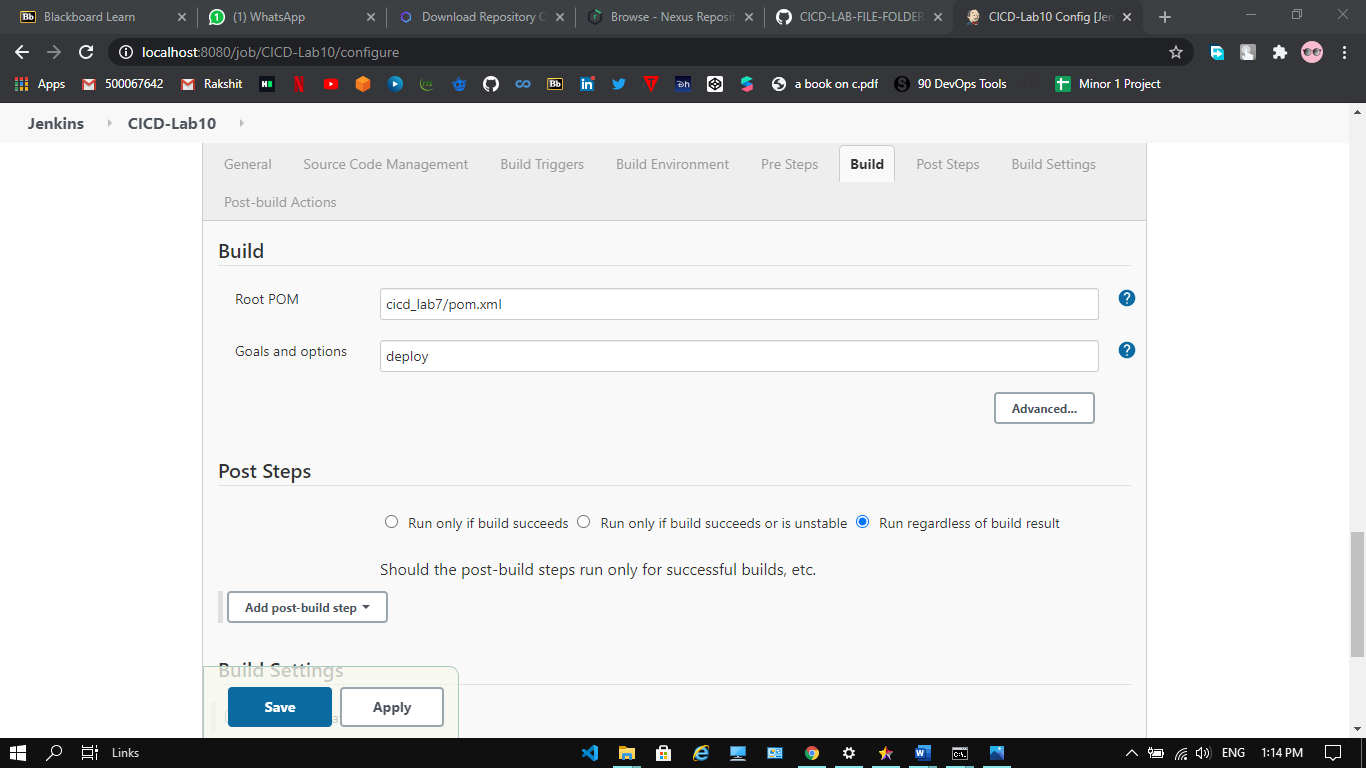 Blackboard Learn
(1) WhatsApp
Download Repository C
Browse - Nexus Reposit
CICD-LAB-FILE-FOLDER
CICD-Lab10 Config [Jen
localhost:8080/job/CICD-Lab10/configure
Apps
500067642
Rakshit
a book on c.pdf
90 DevOps Tools
Minor 1 Project
Jenkins
CICD-Lab10
General
Source Code Management
Build Triggers
Build Environment
Pre Steps
Build
Post Steps
Build Settings
Post-build Actions
Build
Root POM
cicd_lab7/pom.xml
Goals and options
deploy
Advanced...
Post Steps
Run only if build succeeds
Run only if build succeeds or is unstable
Run regardless of build result
Should the post-build steps run only for successful builds, etc.
Add post-build step
Build Settings
Save
Apply
Links
ENG
1:14 PM